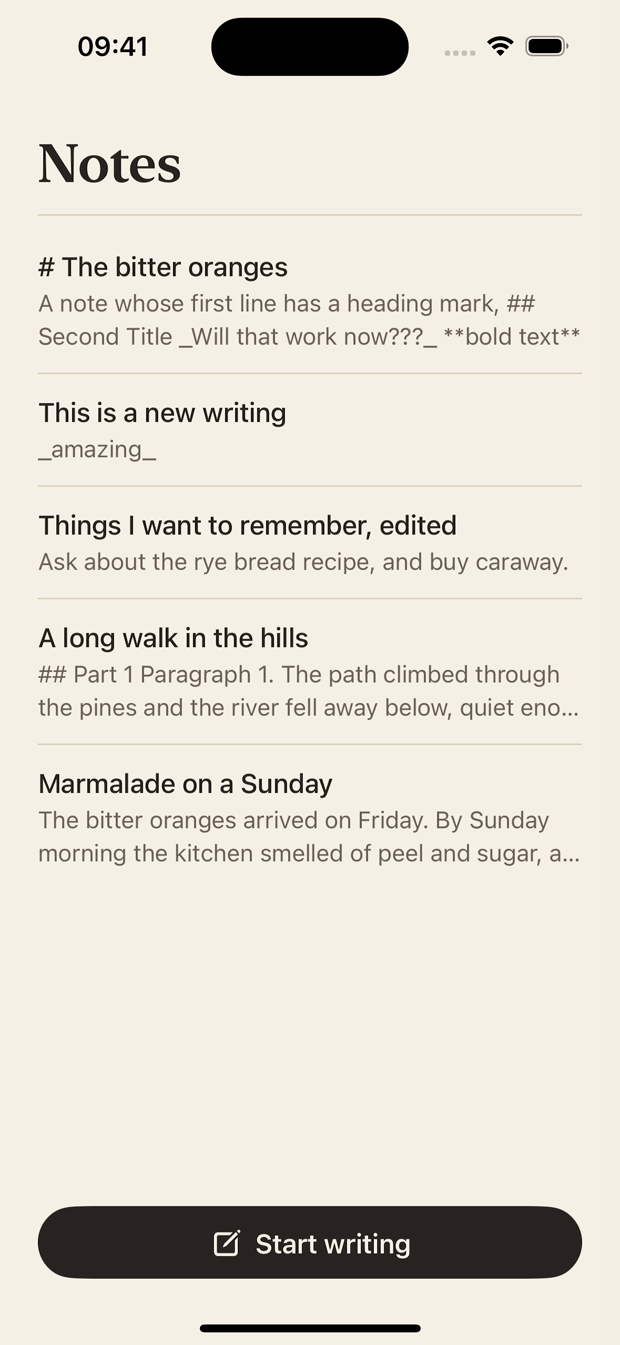 09:41
Notes
# The bitter oranges
A note whose first line has a heading mark, ##
Second Title _Will that work now???_ **bold text**
This is a new writing
_amazing_
Things I want to remember, edited
Ask about the rye bread recipe, and buy caraway.
A long walk in the hills
## Part 1 Paragraph 1. The path climbed through
the pines and the river fell away below, quiet eno...
Marmalade on a Sunday
The bitter oranges arrived on Friday. By Sunday
morning the kitchen smelled of peel and sugar, a...
Start writing